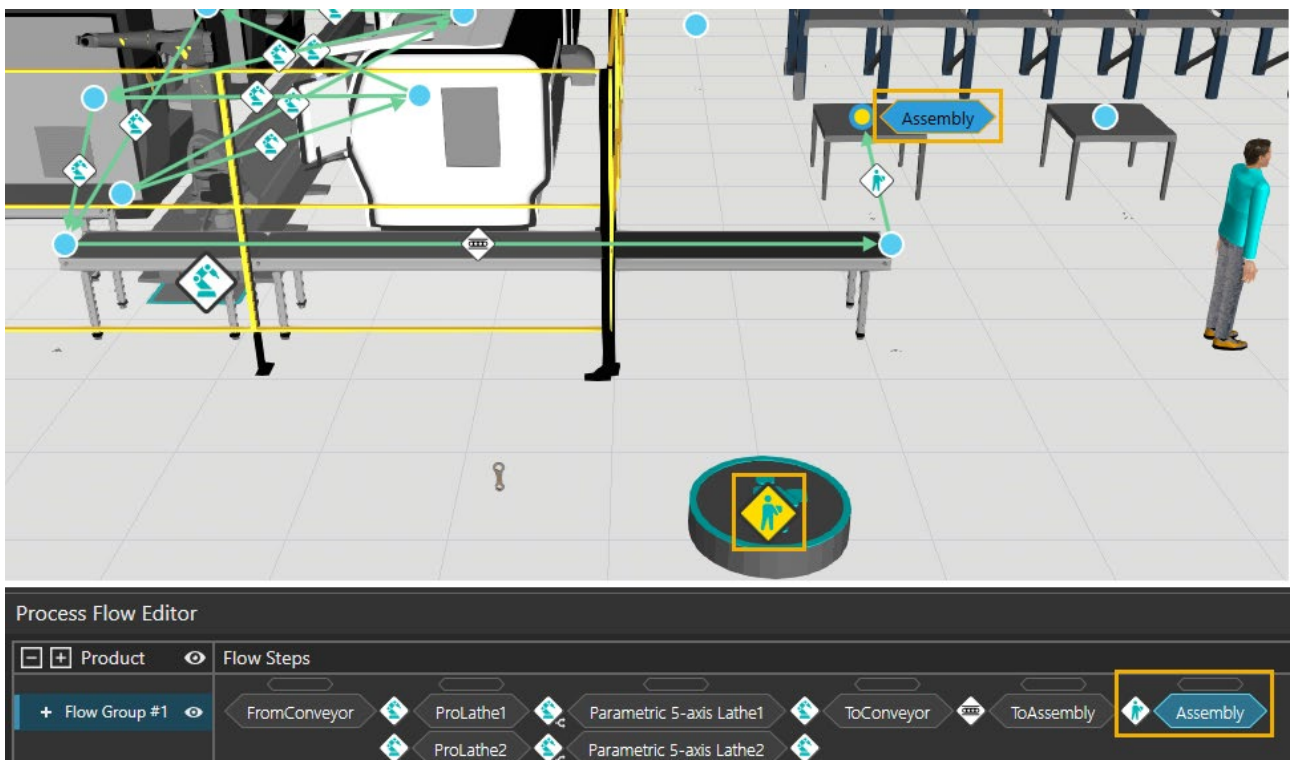 Assembly
Process Flow Editor
Product
Flow Steps
Flow Group #1
FromConveyor
ProLathe1
Parametric 5-axis Lathe1
ToConveyor
ToAssembly
Assembly
ProLathe2
Parametric 5-axis Lathe2